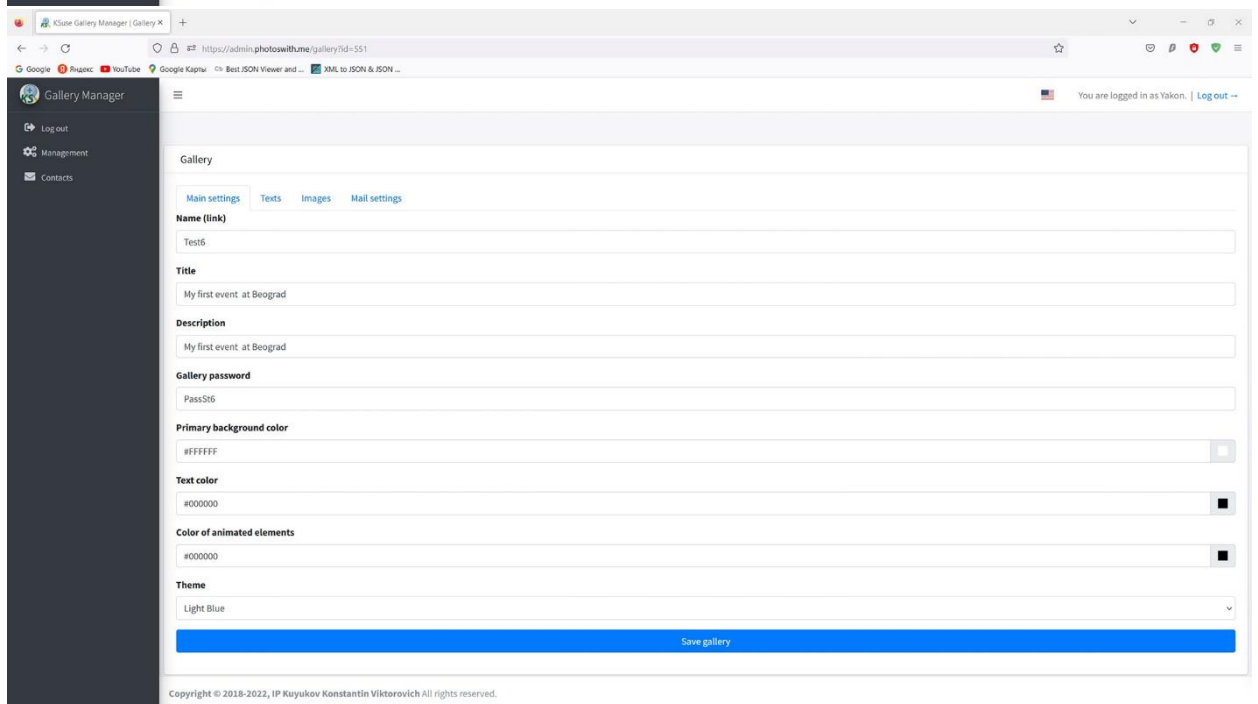 KSuse Gallery Manager | Gallery
https://admin.photoswith.me/gallery?id=551
Google Яндекс YouTube Google Карты Best JSON Viewer and ... XML to JSON & JSON ...
Gallery Manager
You are logged in as Yakon. | Log out
Log out
Management
Contacts
Gallery
Main settings Texts Images Mail settings
Name (link)
Test6
Title
My first event at Beograd
Description
My first event at Beograd
Gallery password
PassSt6
Primary background color
#FFFFFF
Text color
#000000
Color of animated elements
#000000
Theme
Light Blue
Save gallery
Copyright © 2018-2022, IP Kuyukov Konstantin Viktorovich All rights reserved.